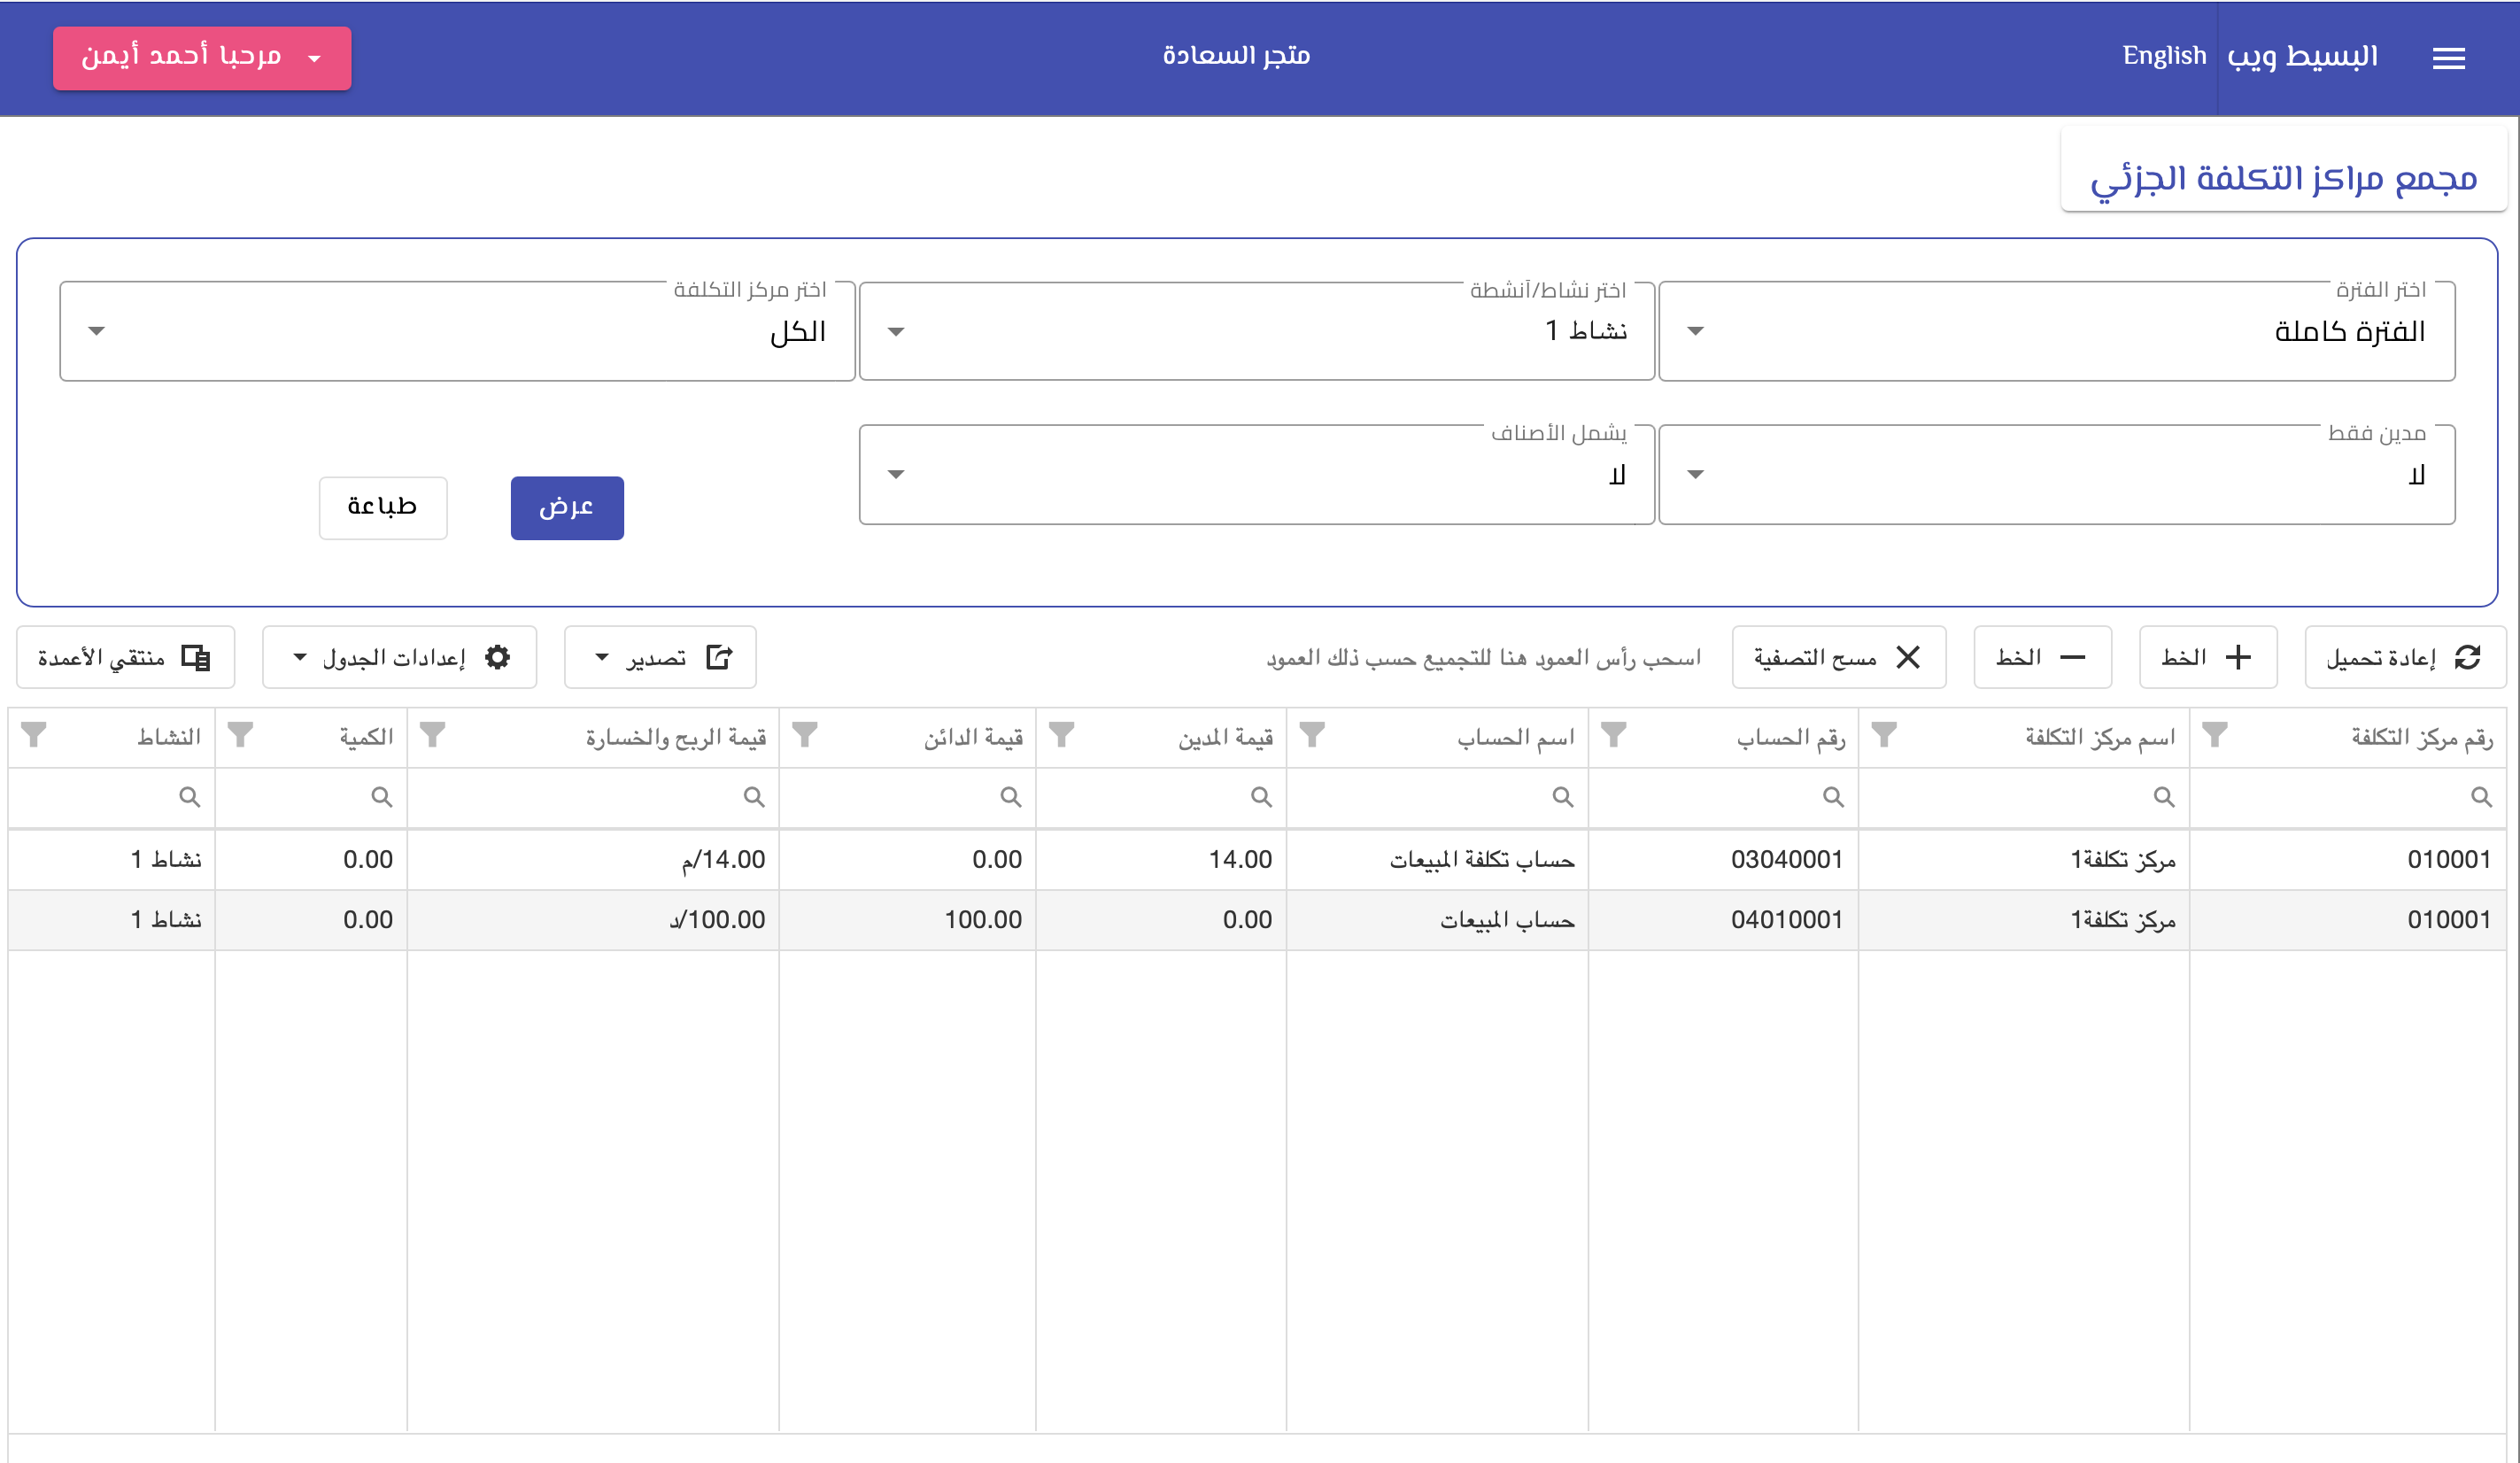 البسيط ويب English متجر السعادة مرحبا أحمد أيمن
مجمع مراكز التكلفة الجزئي
اختر الفترة اختر نشاط/أنشطة اختر مركز التكلفة
الفترة كاملة نشاط 1 الكل
مدين فقط يشمل الأصناف
لا لا
عرض طباعة
إعادة تحميل الخط الخط مسح التصفية اسحب رأس العمود هنا للتجميع حسب ذلك العمود تصدير إعدادات الجدول منتقي الأعمدة
رقم مركز التكلفة اسم مركز التكلفة رقم الحساب اسم الحساب قيمة المدين قيمة الدائن قيمة الربح والخسارة الكمية النشاط
010001 مركز تكلفة1 03040001 حساب تكلفة المبيعات 14.00 0.00 14.00/م 0.00 نشاط 1
010001 مركز تكلفة1 04010001 حساب المبيعات 0.00 100.00 100.00/د 0.00 نشاط 1